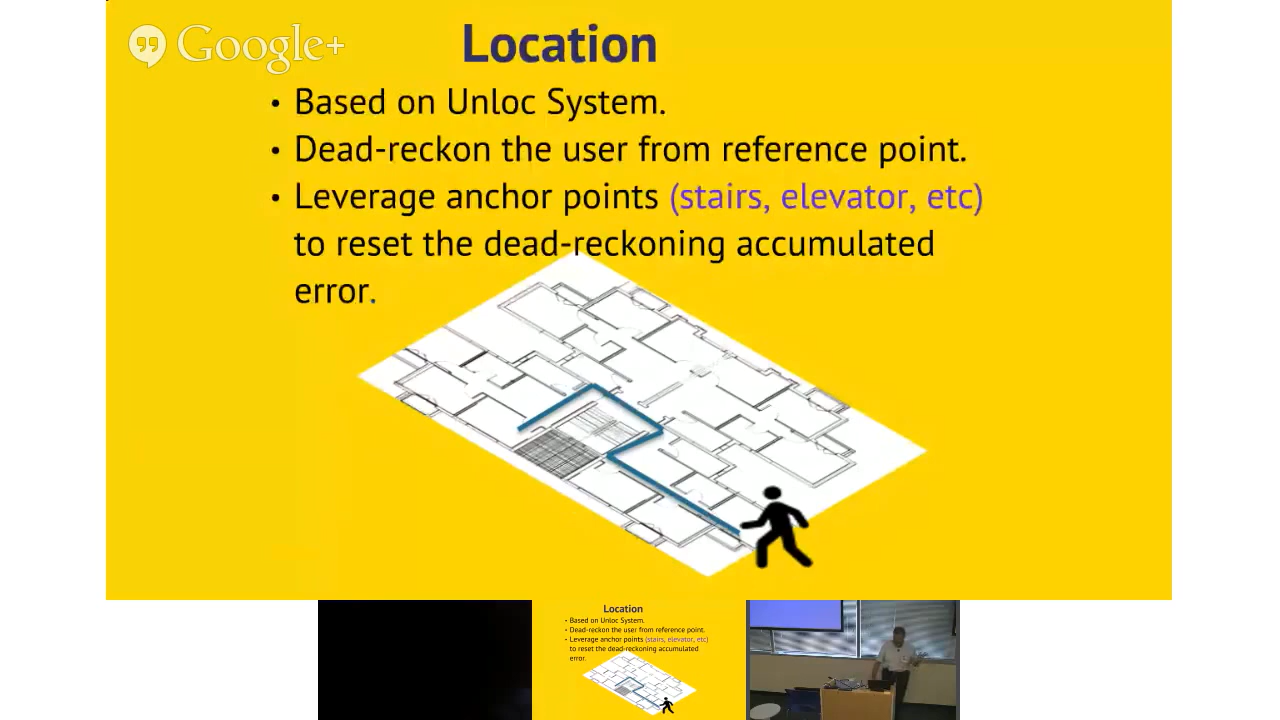 Google+
Location
• Based on Unloc System.
• Dead-reckon the user from reference point.
• Leverage anchor points (stairs, elevator, etc)
to reset the dead-reckoning accumulated
error.
Location
• Based on Unloc System.
• Dead-reckon the user from reference point.
• Leverage anchor points (stairs, elevator, etc)
to reset the dead-reckoning accumulated
error.